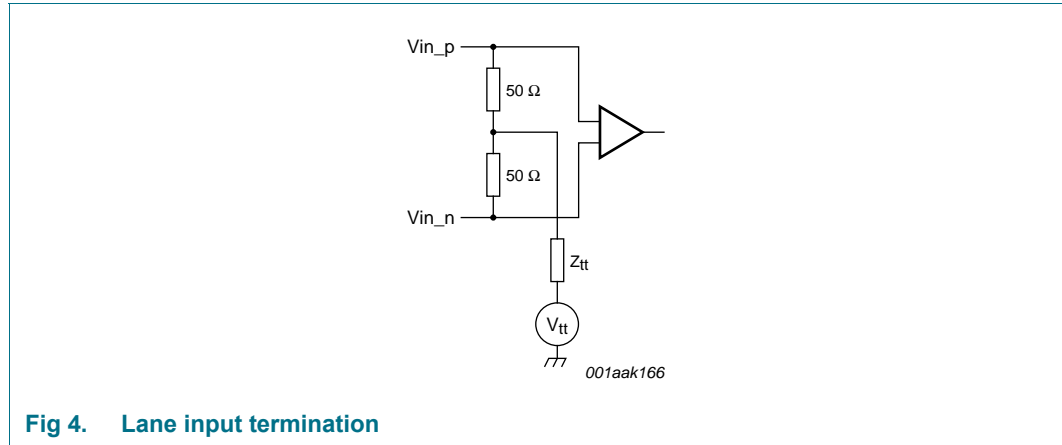 Vin_p
50 Ω
50 Ω
Vin_n
Ztt
Vtt
001aak166
Fig 4. Lane input termination